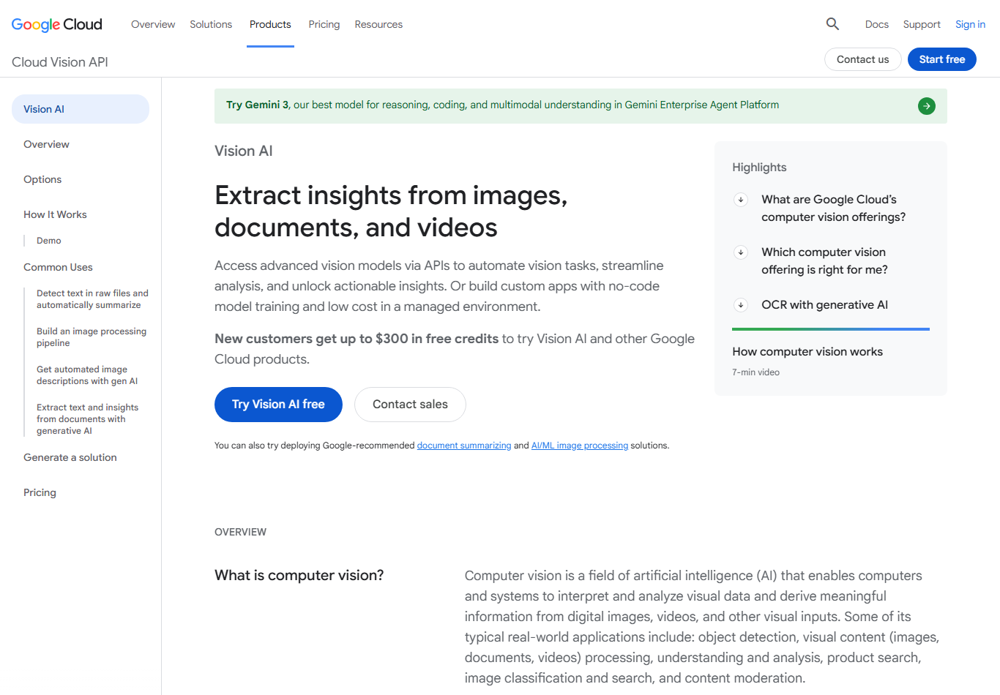 Google Cloud
Overview
Solutions
Products
Pricing
Resources
Docs
Support
Sign in
Cloud Vision API
Contact us
Start free
Vision AI
Overview
Options
How It Works
Demo
Common Uses
Detect text in raw files and
automatically summarize
Build an image processing
pipeline
Get automated image
descriptions with gen AI
Extract text and insights
from documents with
generative AI
Generate a solution
Pricing
Try Gemini 3, our best model for reasoning, coding, and multimodal understanding in Gemini Enterprise Agent Platform
Vision AI
Extract insights from images,
documents, and videos
Access advanced vision models via APIs to automate vision tasks, streamline
analysis, and unlock actionable insights. Or build custom apps with no-code
model training and low cost in a managed environment.
New customers get up to $300 in free credits to try Vision AI and other Google
Cloud products.
Try Vision AI free
Contact sales
You can also try deploying Google-recommended document summarizing and AI/ML image processing solutions.
Highlights
What are Google Cloud’s
computer vision offerings?
Which computer vision
offering is right for me?
OCR with generative AI
How computer vision works
7-min video
OVERVIEW
What is computer vision?
Computer vision is a field of artificial intelligence (AI) that enables computers
and systems to interpret and analyze visual data and derive meaningful
information from digital images, videos, and other visual inputs. Some of its
typical real-world applications include: object detection, visual content (images,
documents, videos) processing, understanding and analysis, product search,
image classification and search, and content moderation.